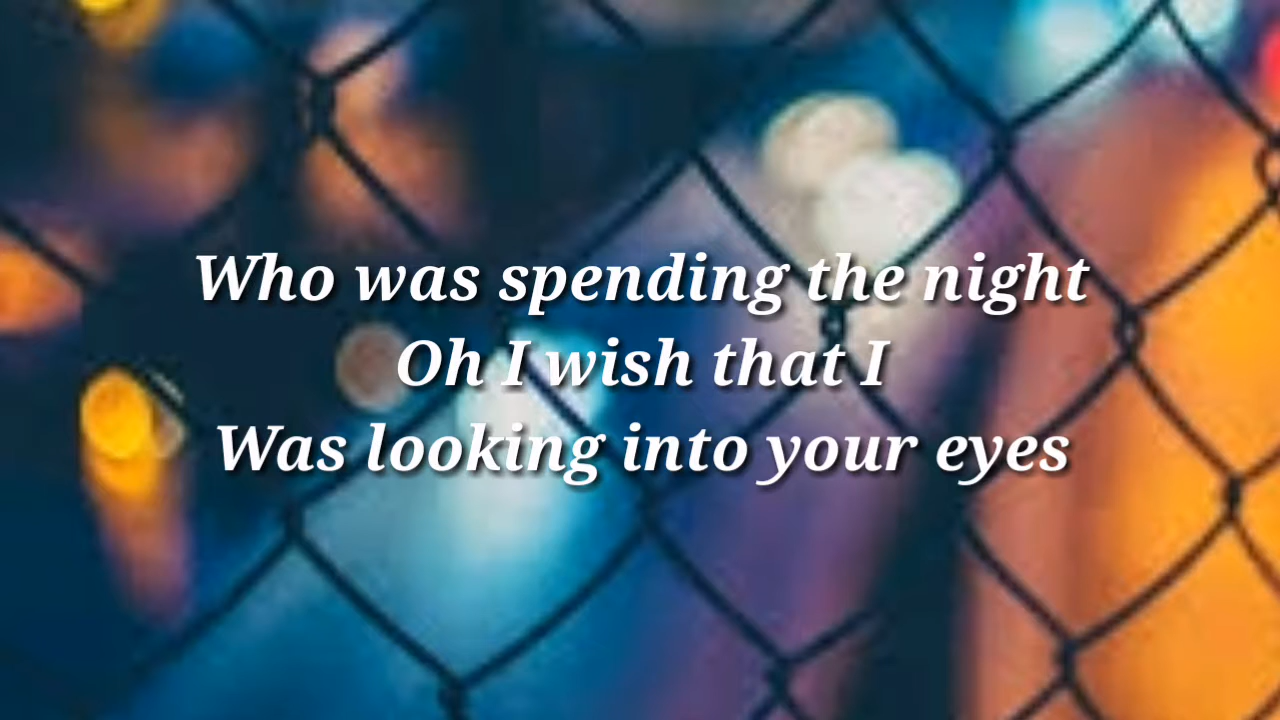 Who was spending the night
Oh I wish that I
Was looking into your eyes